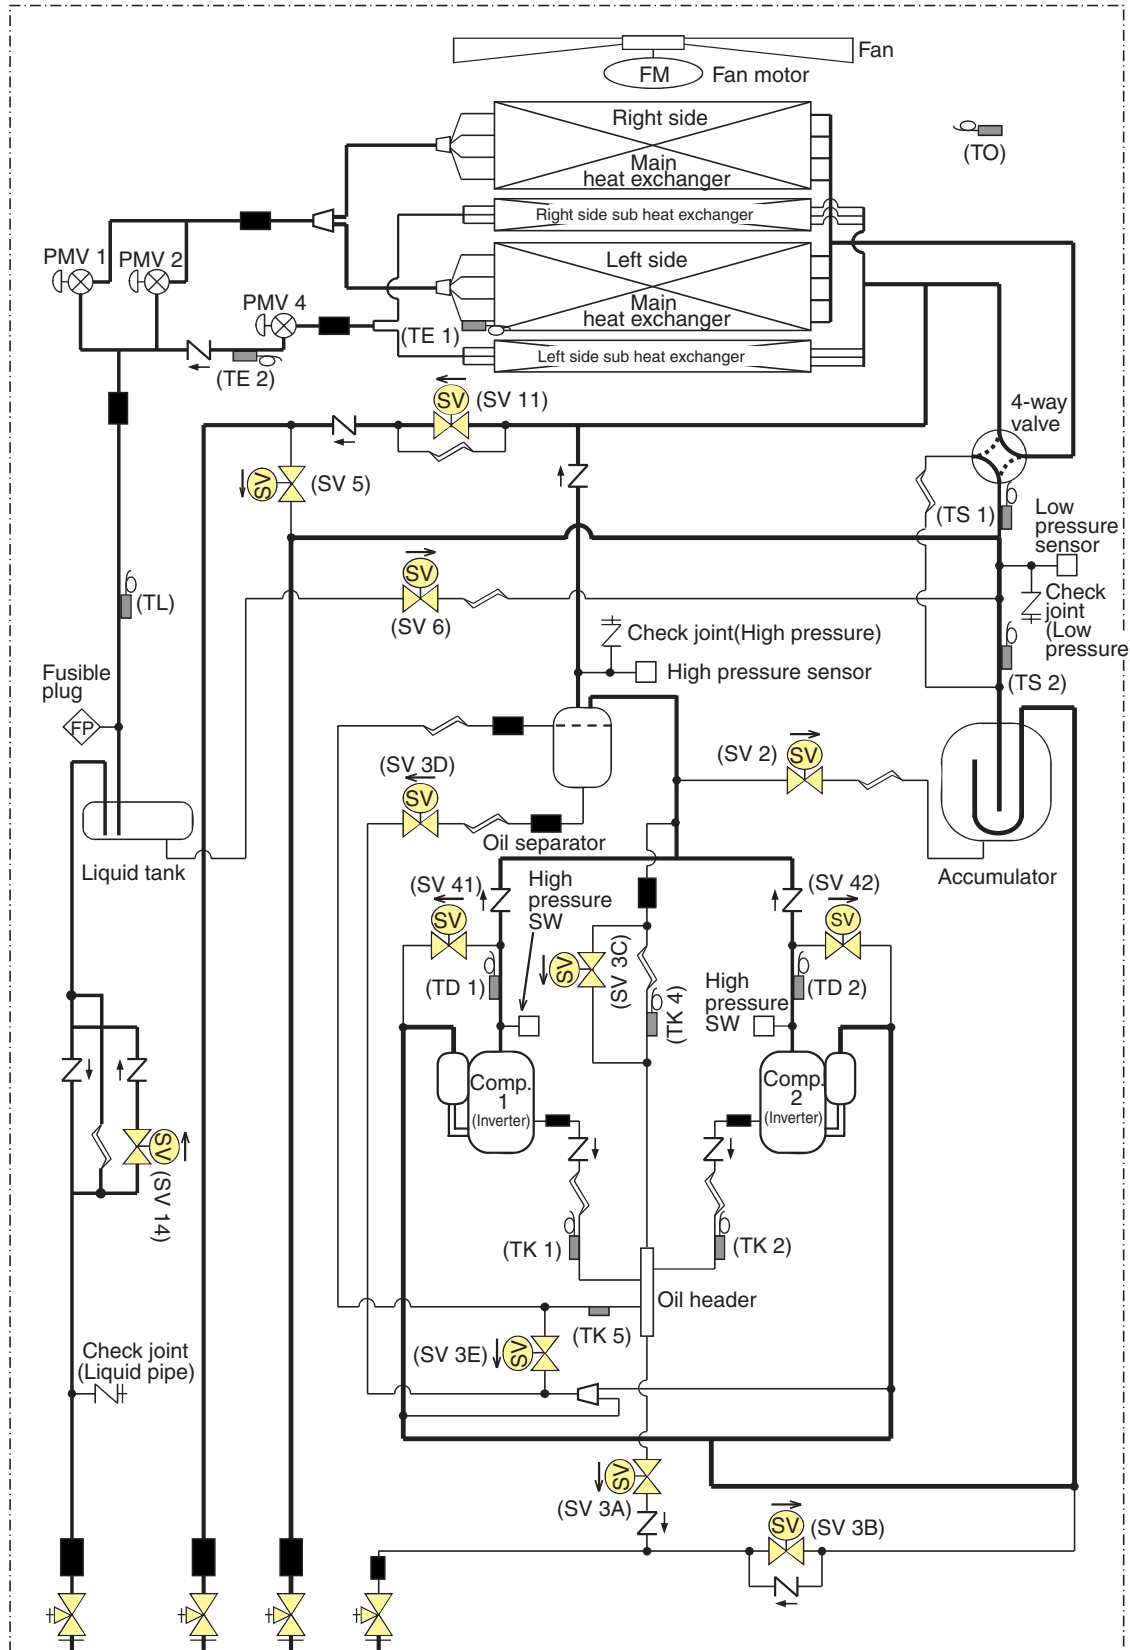 Fan
FM
Fan motor
Right side
Main
heat exchanger
(TO)
Right side sub heat exchanger
PMV 1
PMV 2
Left side
Main
heat exchanger
PMV 4
(TE 1)
Left side sub heat exchanger
(TE 2)
SV
(SV 11)
4-way
valve
SV
(SV 5)
(TS 1)
Low
pressure
sensor
SV
(SV 6)
(TL)
Check
joint
(Low
pressure
Check joint(High pressure)
High pressure sensor
(TS 2)
Fusible
plug
FP
(SV 2)
SV
(SV 3D)
SV
Oil separator
Liquid tank
Accumulator
(SV 41)
SV
High
pressure
SW
(SV 42)
SV
SV
(SV 3C)
(TD 1)
(TK 4)
High
pressure
SW
(TD 2)
Comp.
1
(Inverter)
Comp.
2
(Inverter)
SV
(SV 14)
(TK 1)
(TK 2)
Oil header
(TK 5)
(SV 3E)
SV
Check joint
(Liquid pipe)
SV
(SV 3A)
SV
(SV 3B)